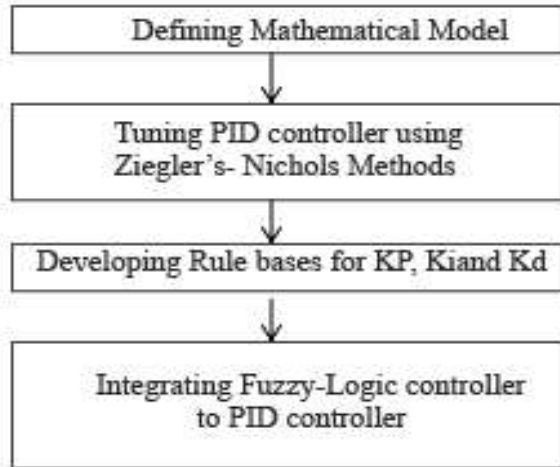 Defining Mathematical Model
Tuning PID controller using
Ziegler's- Nichols Methods
Developing Rule bases for KP, Kiand Kd
Integrating Fuzzy-Logic controller
to PID controller